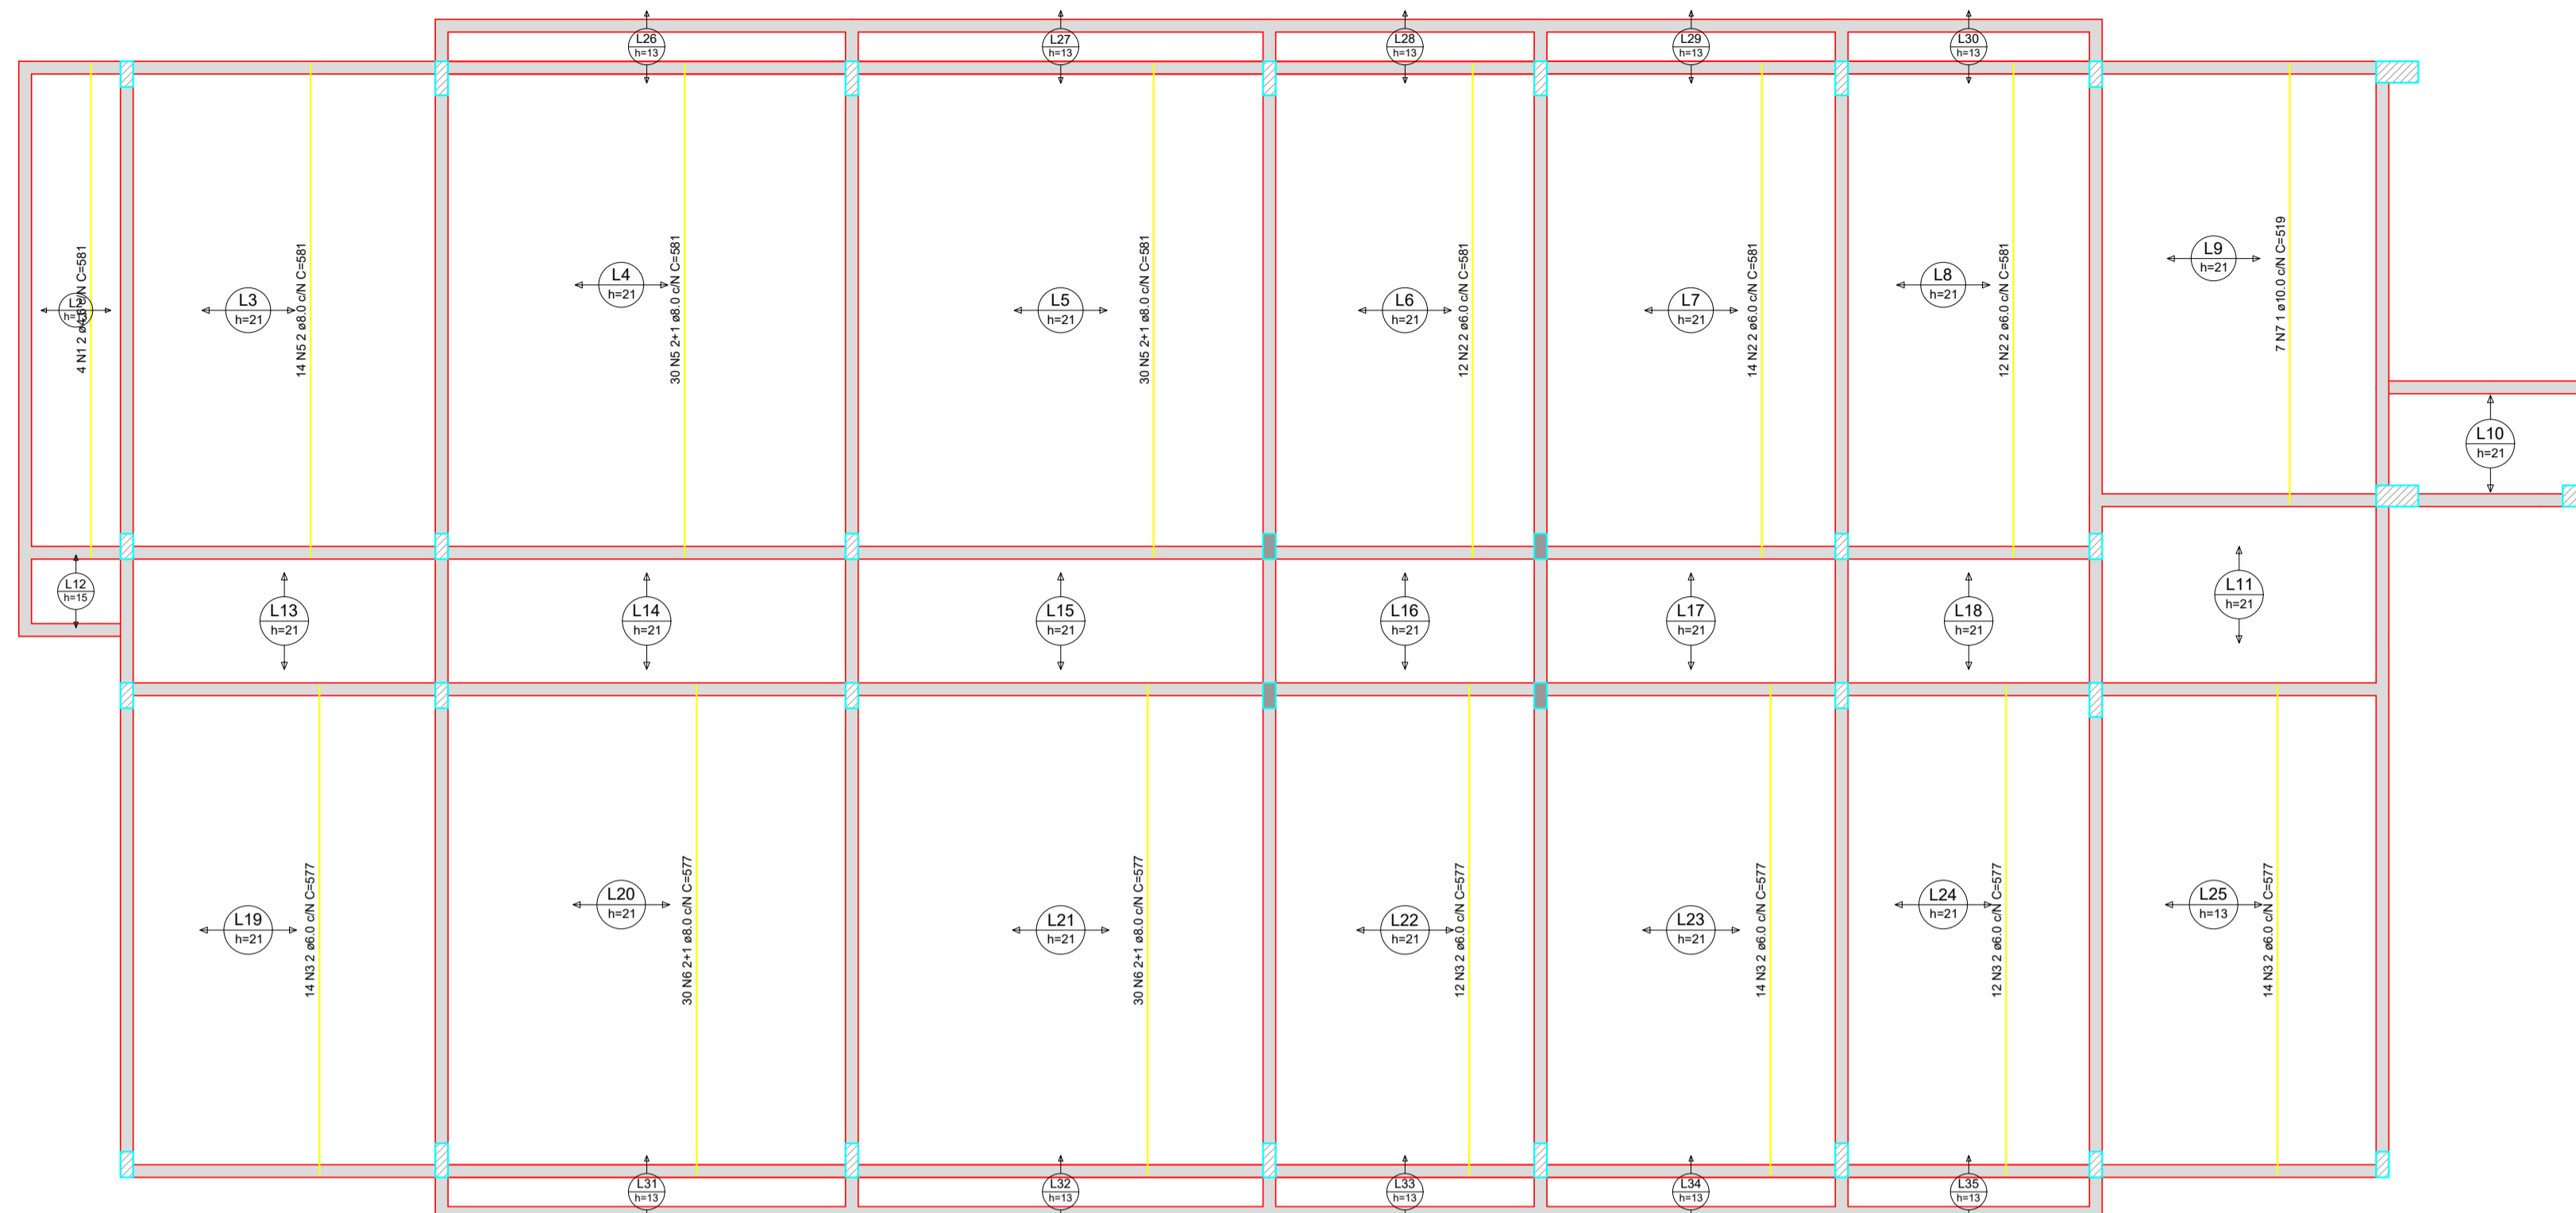 L26
h=13
L27
h=13
L28
h=13
L29
h=13
L30
h=13
L2
4 N1 2 C=581
L3
h=21
14 N5 2 ø8.0 c/N C=581
L4
h=21
30 N5 2+1 ø8.0 c/N C=581
L5
h=21
30 N5 2+1 ø8.0 c/N C=581
L6
h=21
12 N2 2 ø6.0 c/N C=581
L7
h=21
14 N2 2 ø6.0 c/N C=581
L8
h=21
12 N2 2 ø6.0 c/N C=581
L9
h=21
7 N7 1 ø10.0 c/N C=519
L10
h=21
L12
h=15
L13
h=21
L14
h=21
L15
h=21
L16
h=21
L17
h=21
L18
h=21
L11
h=21
L19
h=21
14 N3 2 ø6.0 c/N C=577
L20
h=21
30 N6 2+1 ø8.0 c/N C=577
L21
h=21
30 N6 2+1 ø8.0 c/N C=577
L22
h=21
12 N3 2 ø6.0 c/N C=577
L23
h=21
14 N3 2 ø6.0 c/N C=577
L24
h=21
12 N3 2 ø6.0 c/N C=577
L25
h=13
14 N3 2 ø6.0 c/N C=577
L31
h=13
L32
h=13
L33
h=13
L34
h=13
L35
h=13